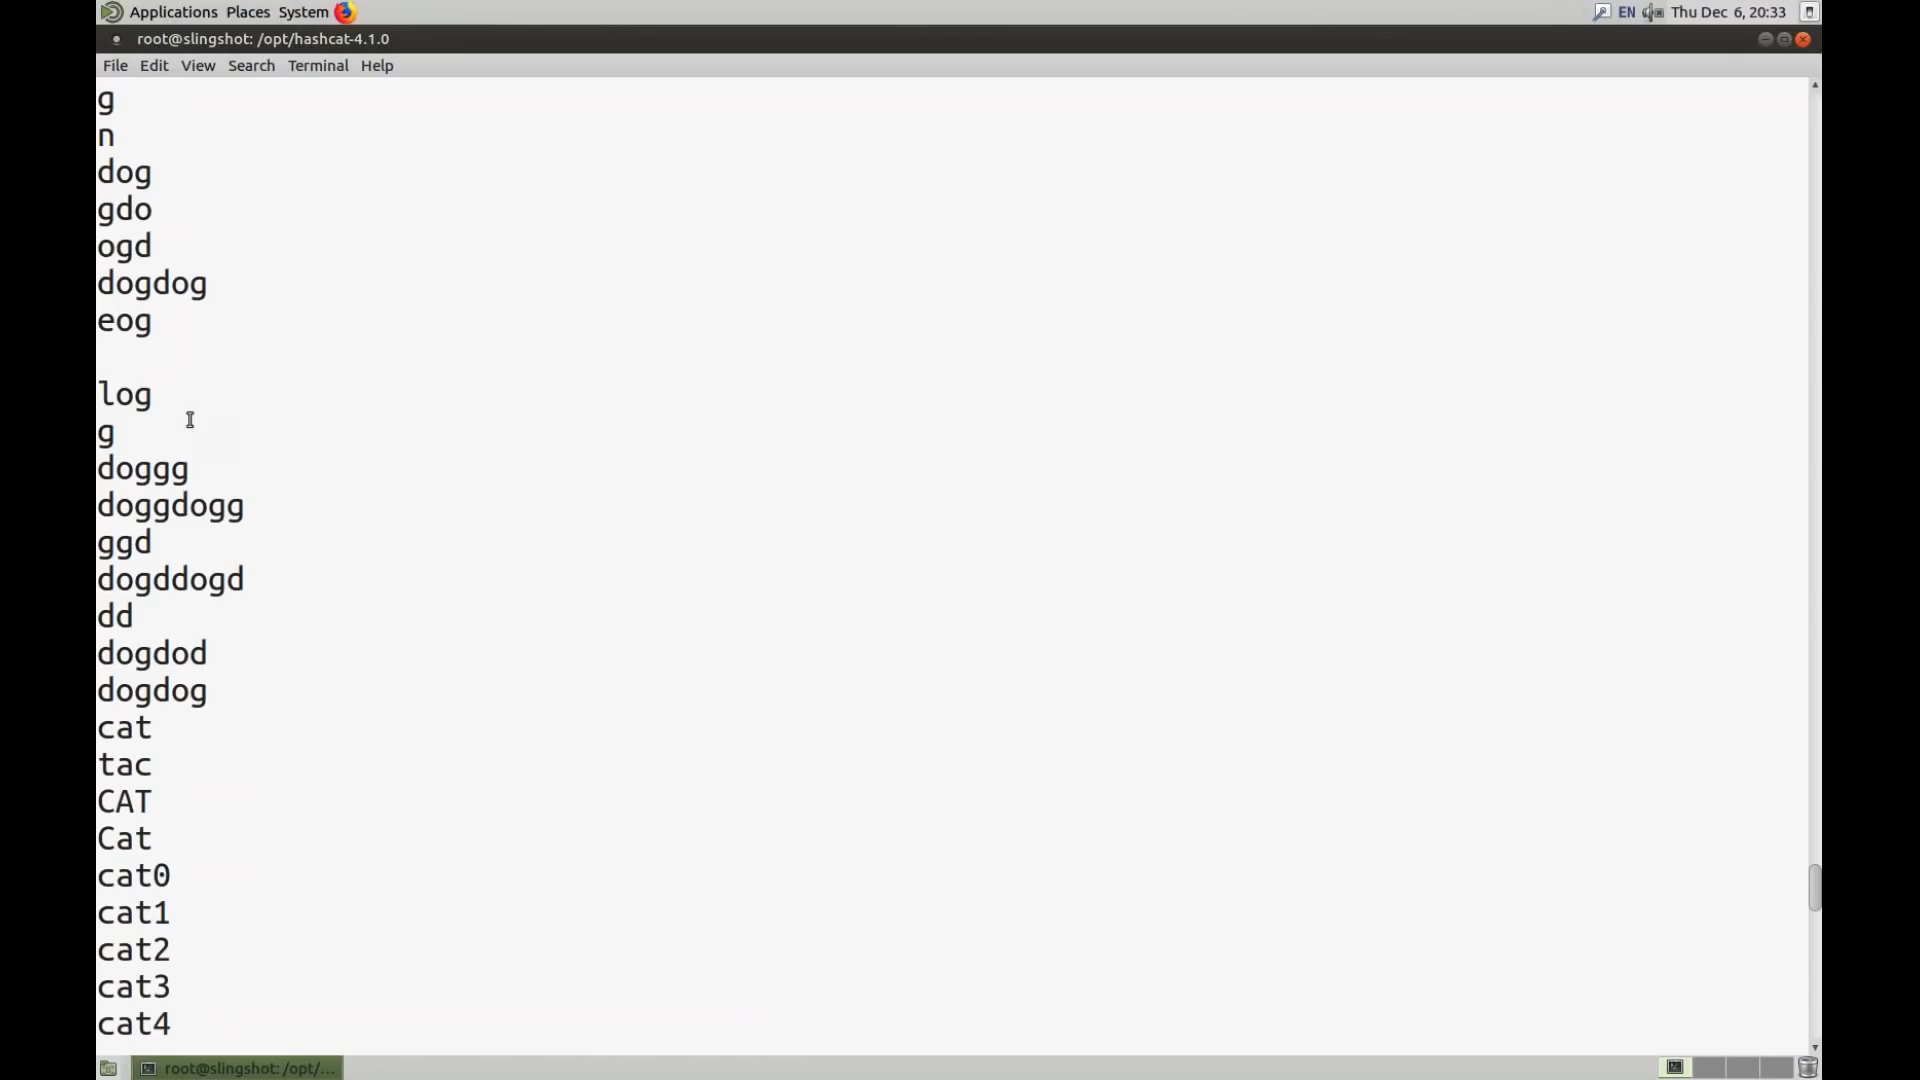 Applications Places System EN Thu Dec 6, 20:33
root@slingshot: /opt/hashcat-4.1.0
File Edit View Search Terminal Help
g
n
dog
gdo
ogd
dogdog
eog
log
g
doggg
doggdogg
ggd
dogddogd
dd
dogdod
dogdog
cat
tac
CAT
Cat
cat0
cat1
cat2
cat3
cat4
root@slingshot: /opt/...